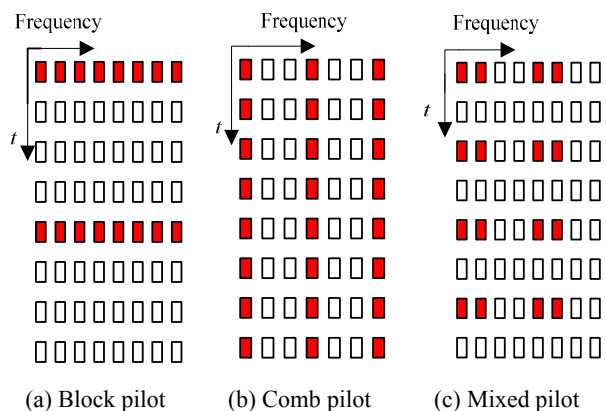 Frequency
t
Frequency
t
Frequency
t
(a) Block pilot
(b) Comb pilot
(c) Mixed pilot